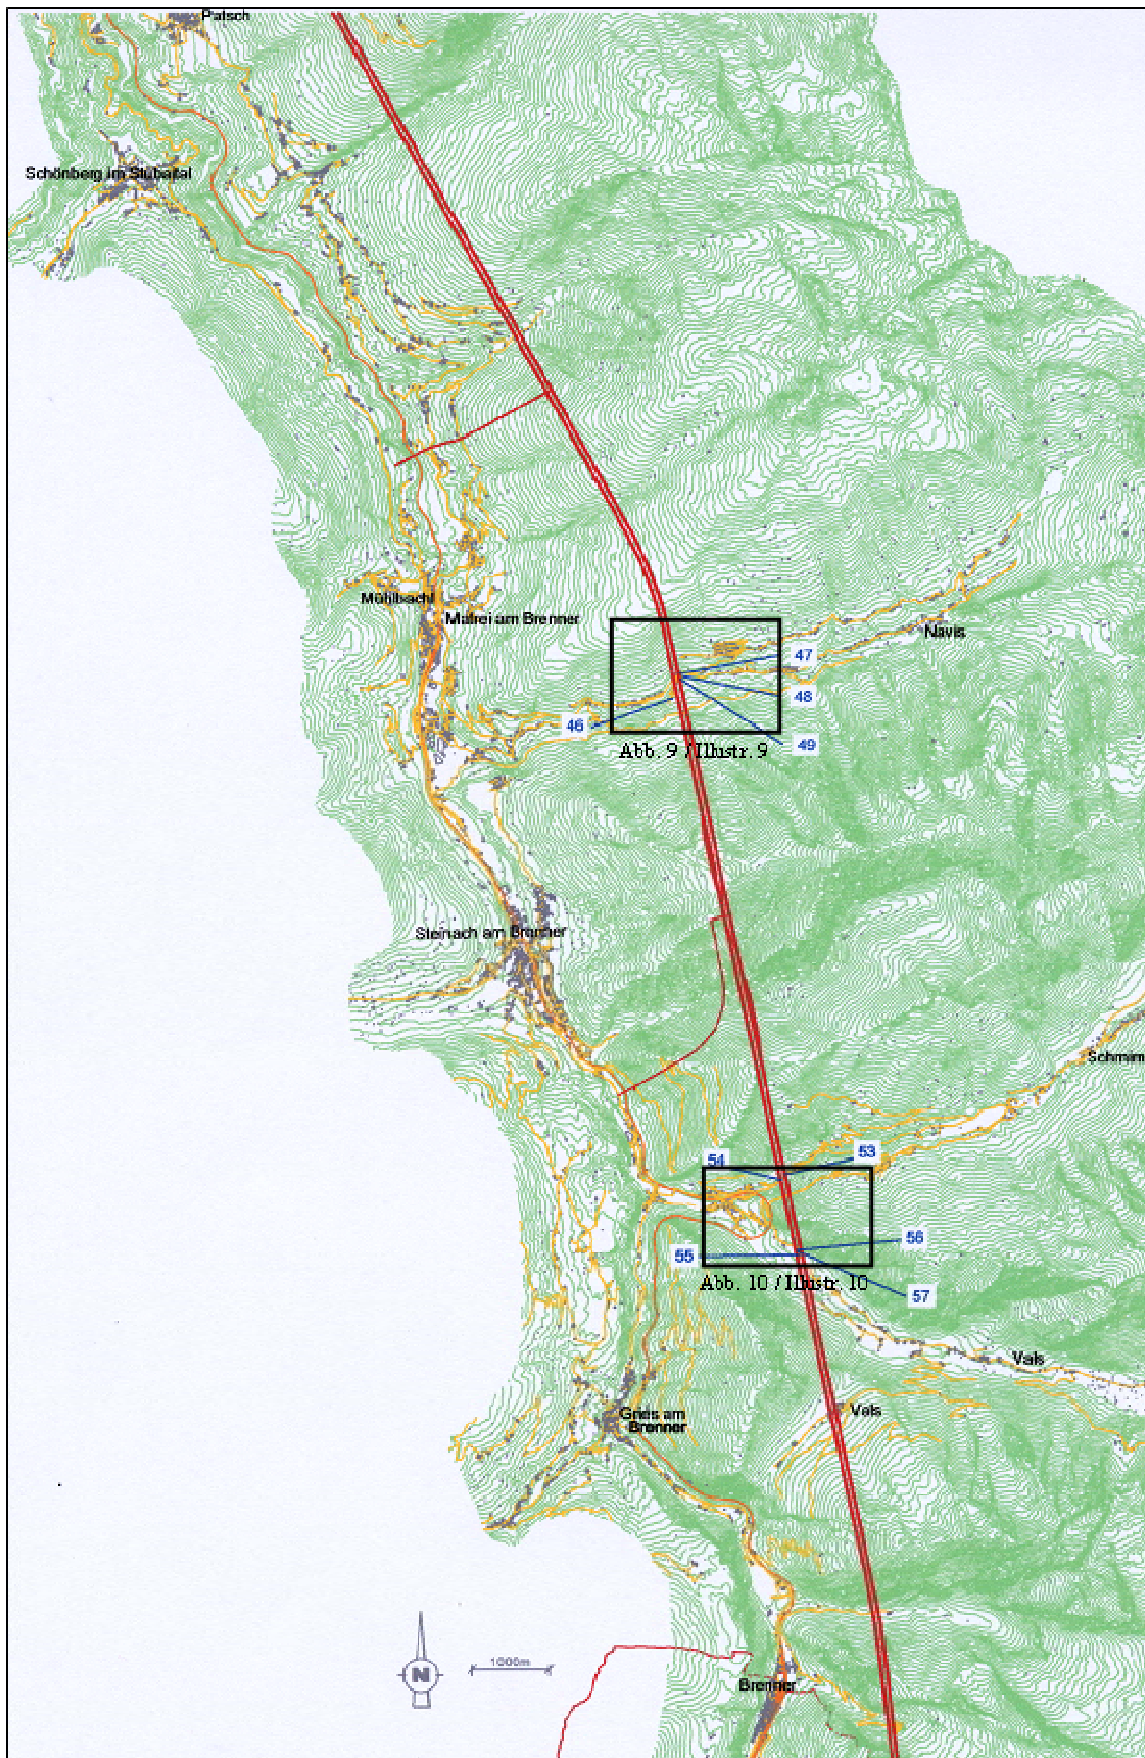 Patsch
Schönberg im Stubaital
Mühlbachl
Matrei am Brenner
Navis
47
48
46
49
Abb. 9 / Illustr. 9
Steinach am Brenner
Schmirn
53
54
56
55
Abb. 10 / Illustr. 10
57
Vals
Vals
Gries am
Brenner
1000m
N
Brenner